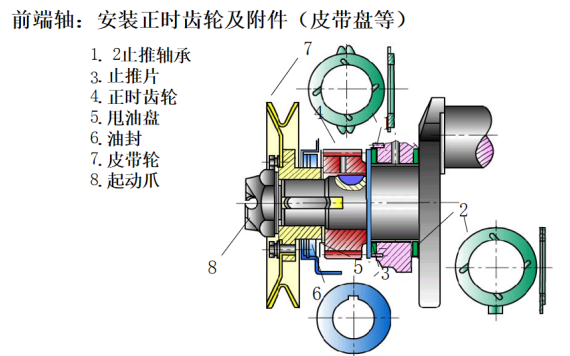 前端轴：安装正时齿轮及附件（皮带盘等）
1. 2止推轴承
3. 止推片
4. 正时齿轮
5. 甩油盘
6. 油封
7. 皮带轮
8. 起动爪
7
4
2
8
5
3
6